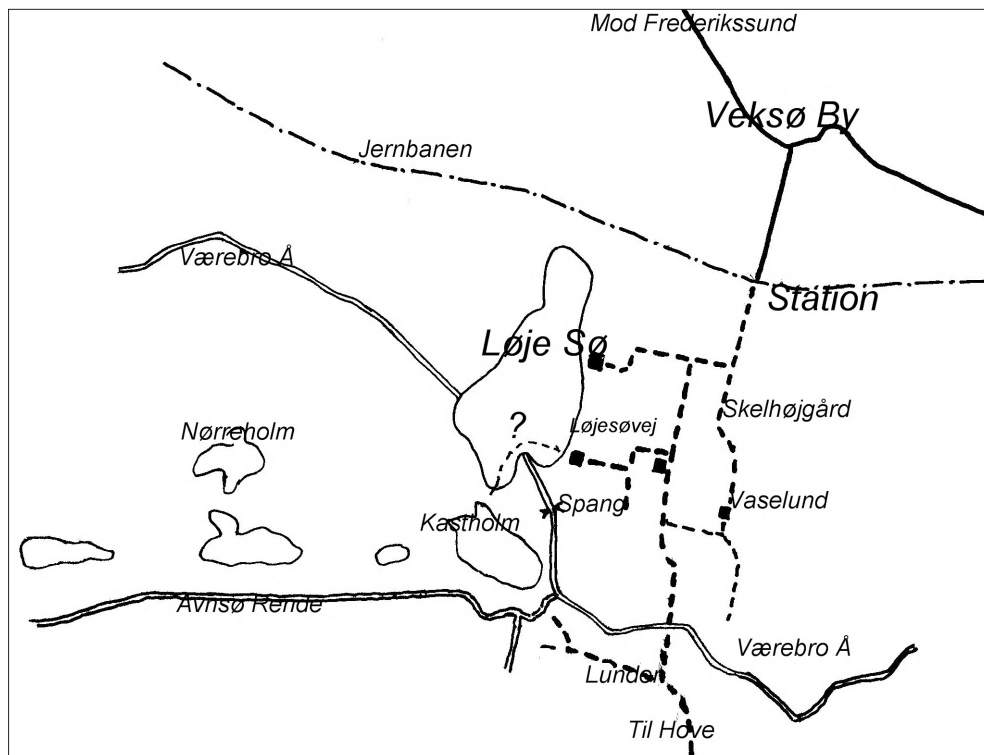 Mod Frederikssund
Veksø By
Jernbanen
Værebro Å
Station
Løje Sø
Skelhøjgård
?
Løjesøvej
Nørreholm
Vaselund
Spang
Kastholm
Avnsø Rende
Værebro Å
Lunden
Til Hove